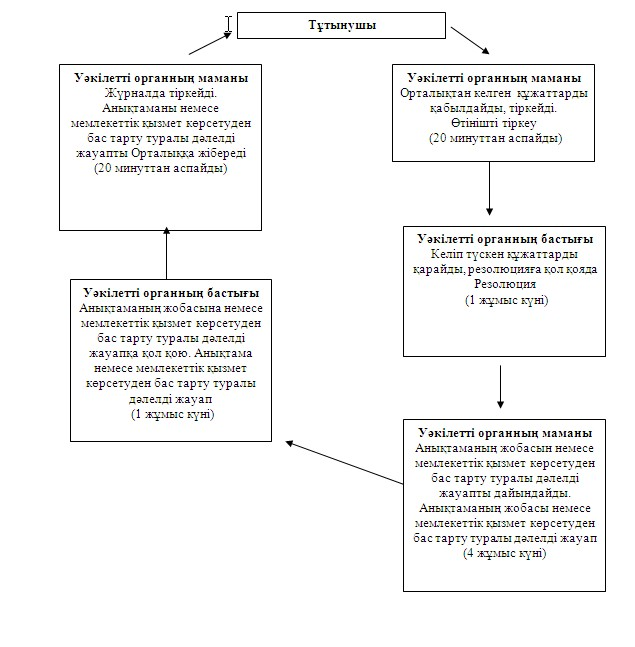 Тұтынушы
Уәкілетті органның маманы
Орталықтан келген құжаттарды
қабылдайды, тіркейді.
Өтінішті тіркеу
(20 минуттан аспайды)
Уәкілетті органның бастығы
Келіп түскен құжаттарды
қарайды, резолюцияға қол қояда
Резолюция
(1 жұмыс күні)
Уәкілетті органның маманы
Анықтаманың жобасын немесе
мемлекеттік қызмет көрсетуден
бас тарту туралы дәлелді
жауапты дайындайды.
Анықтаманың жобасы немесе
мемлекеттік қызмет көрсетуден
бас тарту туралы дәлелді жауап
(4 жұмыс күні)
Уәкілетті органның бастығы
Анықтаманың жобасына немесе
мемлекеттік қызмет көрсетуден
бас тарту туралы дәлелді
жауапқа қол қою. Анықтама
немесе мемлекеттік қызмет
көрсетуден бас тарту туралы
дәлелді жауап
(1 жұмыс күні)
Уәкілетті органның маманы
Журналда тіркейді.
Анықтаманы немесе
мемлекеттік қызмет көрсетуден
бас тарту туралы дәлелді
жауапты Орталыққа жібереді
(20 минуттан аспайды)